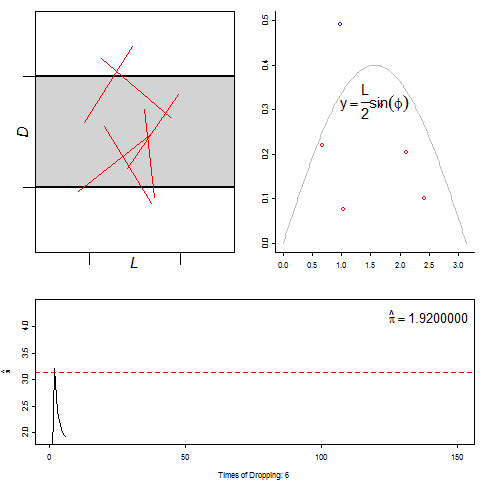 D
L
0.0 0.1 0.2 0.3 0.4 0.5
y = L/2 sin(ϕ)
0.0 0.5 1.0 1.5 2.0 2.5 3.0
π̂ = 1.9200000
2.0 2.5 3.0 3.5 4.0
π̂
0 50 100 150
Times of Dropping: 6